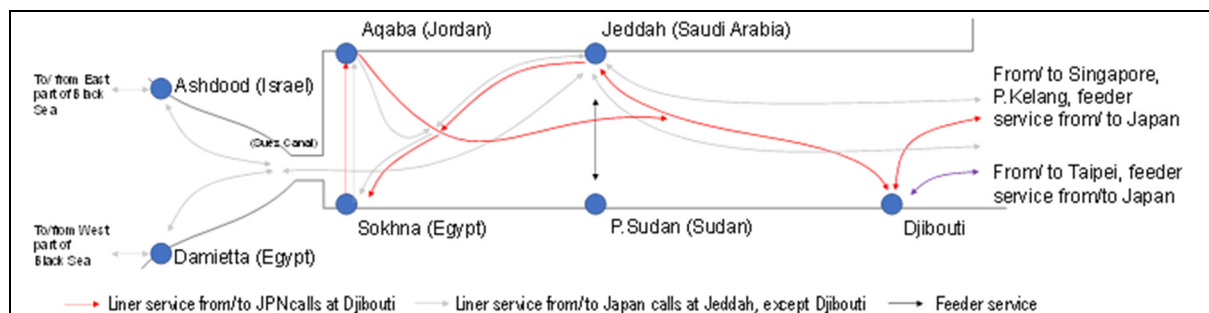 Aqaba (Jordan)
Jeddah (Saudi Arabia)
To/ from East
part of Black
Sea
Ashdood (Israel)
(Suez Canal)
From/ to Singapore,
P.Kelang, feeder
service from/ to Japan
From/ to Taipei, feeder
service from/to Japan
To/from West
part of
Black Sea
Damietta (Egypt)
Sokhna (Egypt)
P.Sudan (Sudan)
Djibouti
Liner service from/to JPN calls at Djibouti
Liner service from/to Japan calls at Jeddah, except Djibouti
Feeder service